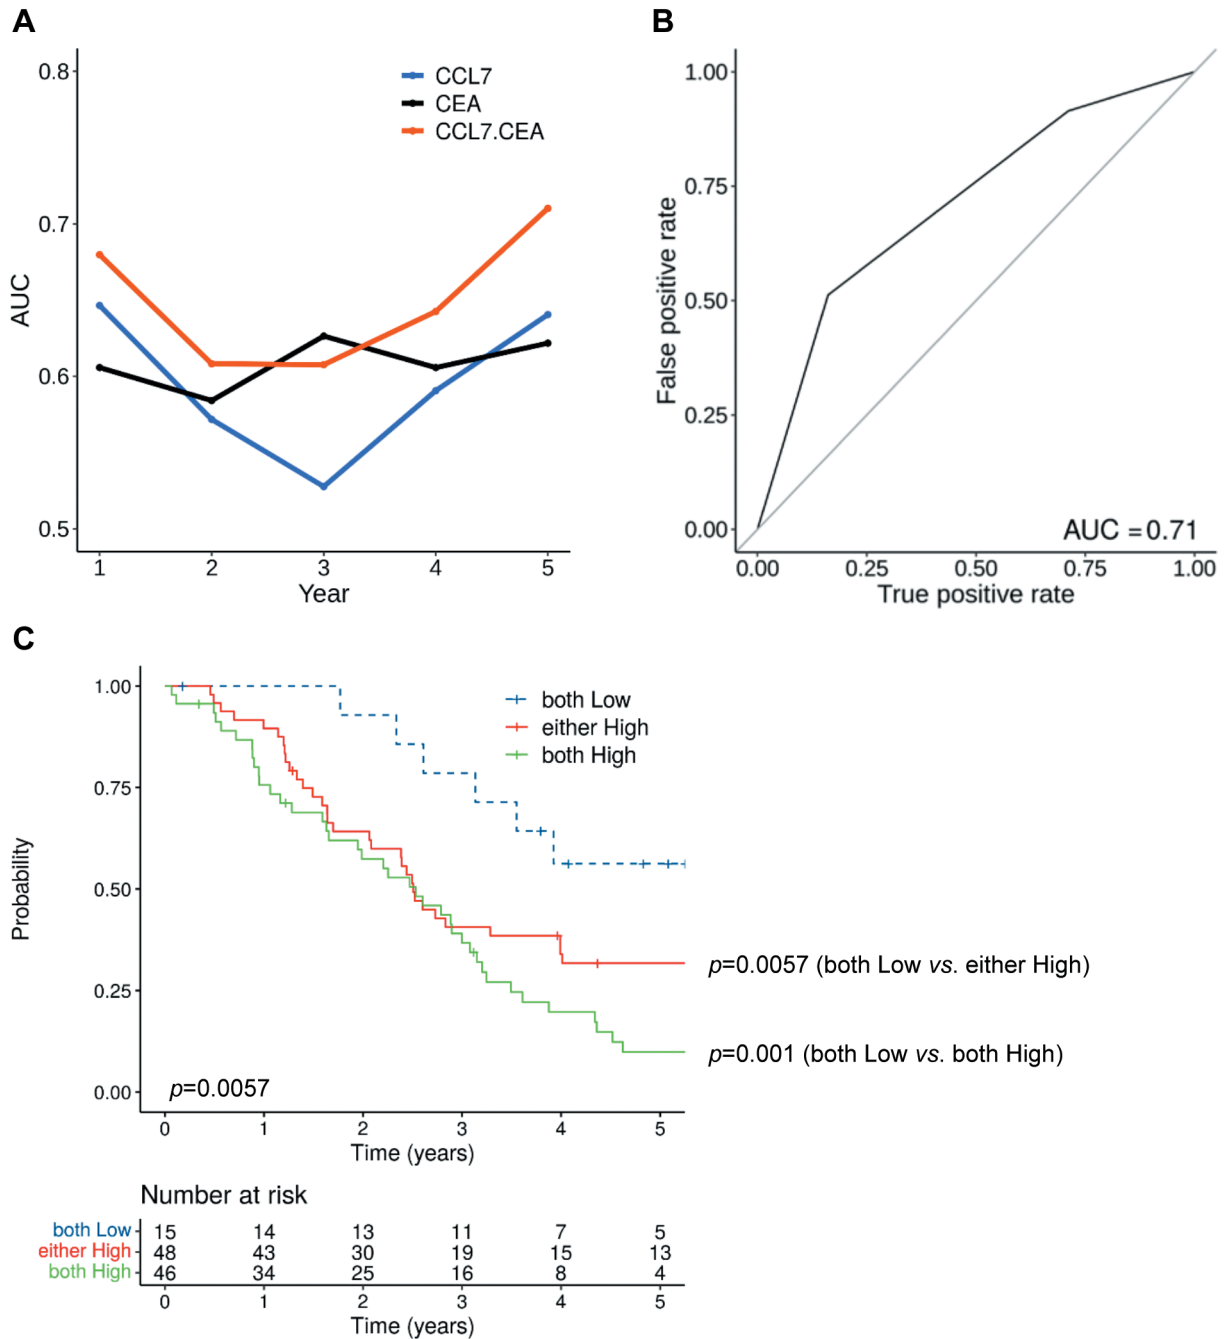 A
0.8
0.7
0.6
0.5
AUC
CCL7
CEA
CCL7.CEA
1 2 3 4 5
Year
B
1.00
0.75
0.50
0.25
0.00
False positive rate
AUC = 0.71
0.00 0.25 0.50 0.75 1.00
True positive rate
C
1.00
0.75
0.50
0.25
0.00
Probability
both Low
either High
both High
p=0.0057 (both Low vs. either High)
p=0.001 (both Low vs. both High)
p=0.0057
0 1 2 3 4 5
Time (years)
Number at risk
both Low 15 14 13 11 7 5
either High 48 43 30 19 15 13
both High 46 34 25 16 8 4
0 1 2 3 4 5
Time (years)